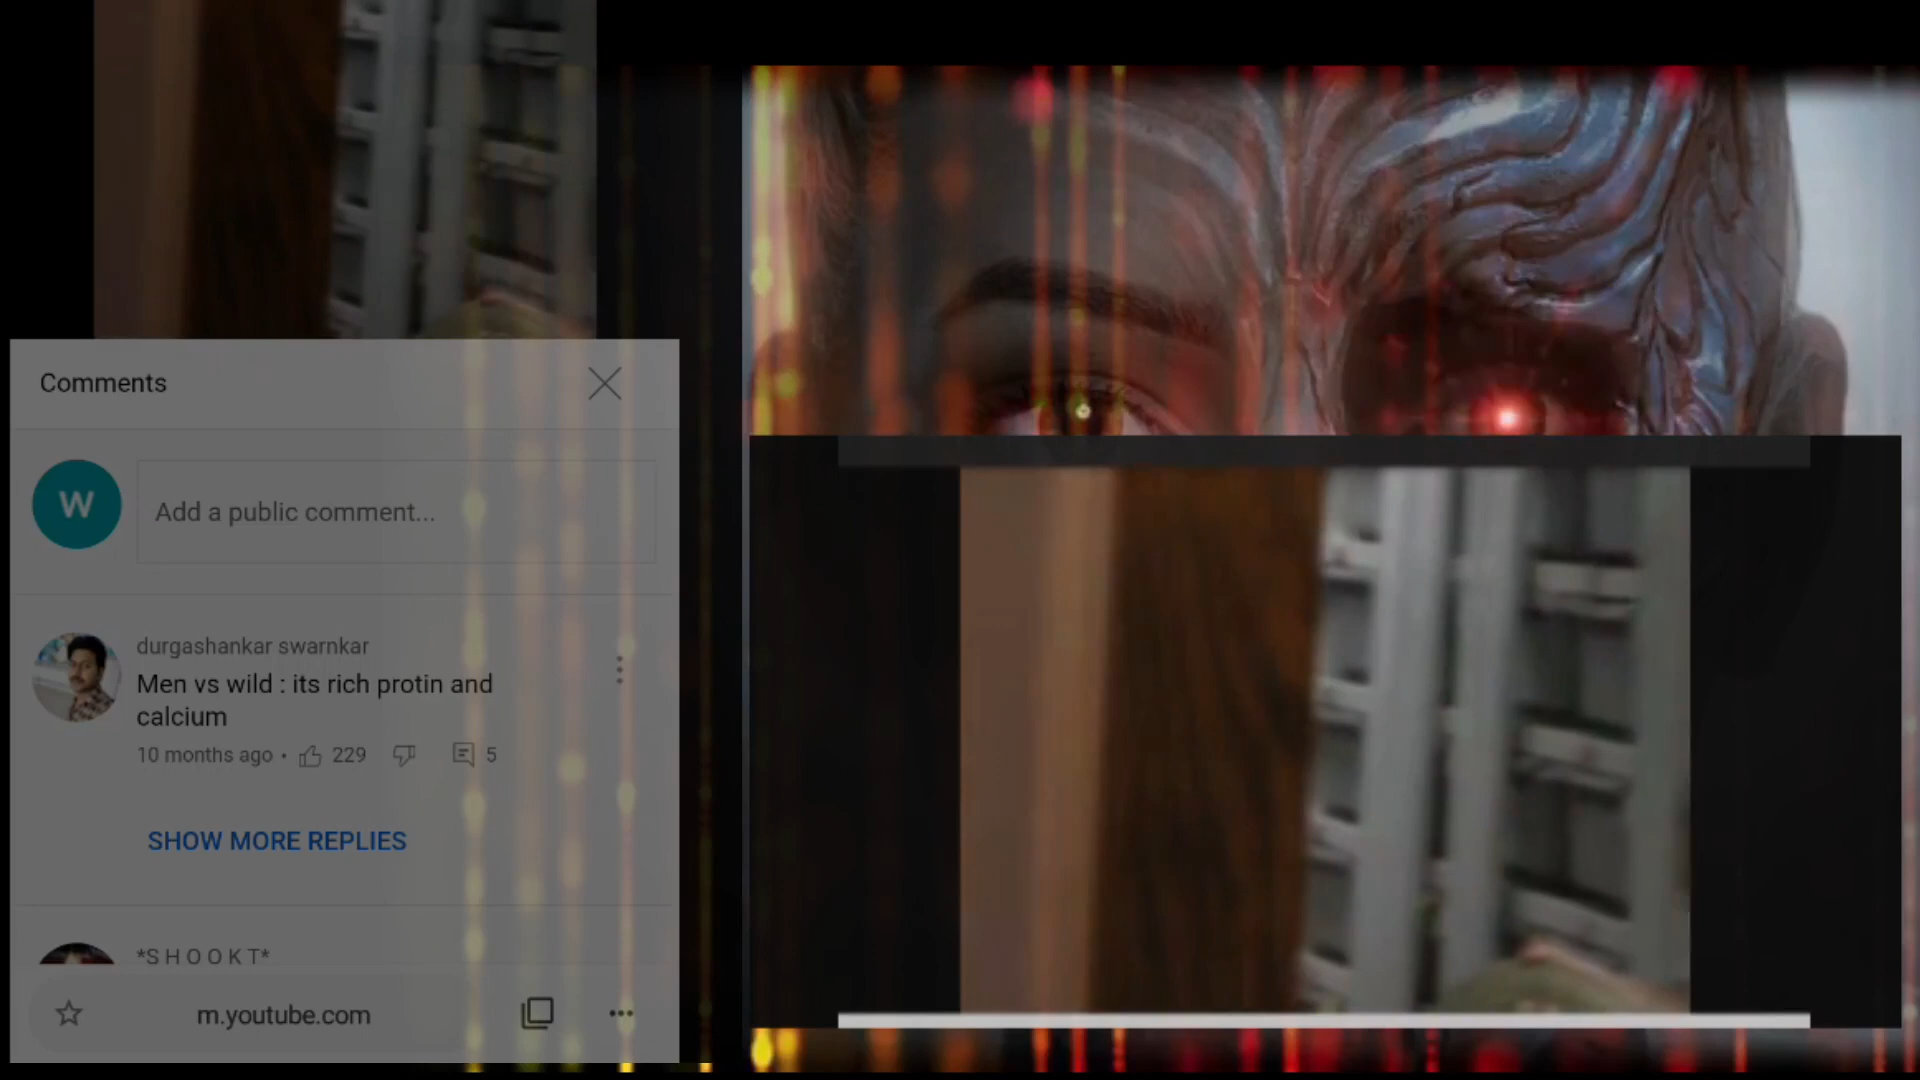 Comments
W
Add a public comment...
durgashankar swarnkar
Men vs wild : its rich protin and
calcium
10 months ago • 229 5
SHOW MORE REPLIES
*S H O O K T*
m.youtube.com